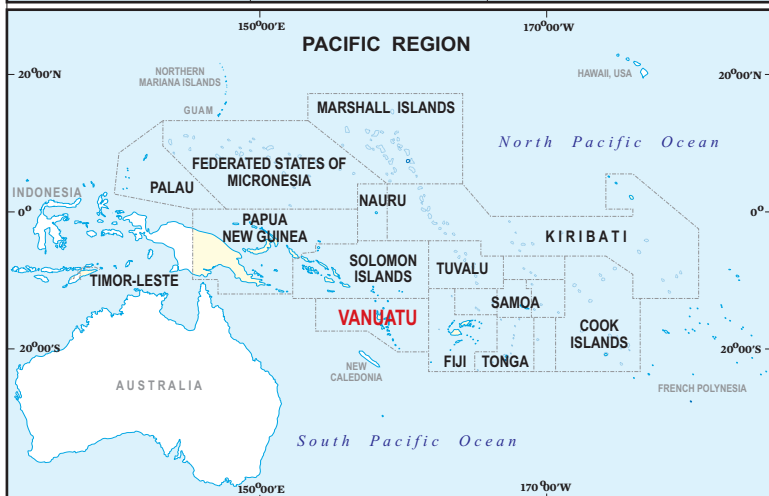 150°00'E
170°00'W
PACIFIC REGION
20°00'N
20°00'N
NORTHERN
MARIANA ISLANDS
HAWAII, USA
GUAM
MARSHALL ISLANDS
North Pacific Ocean
FEDERATED STATES OF
MICRONESIA
PALAU
INDONESIA
NAURU
0°
0°
PAPUA
NEW GUINEA
KIRIBATI
SOLOMON
ISLANDS
TUVALU
TIMOR-LESTE
SAMOA
VANUATU
COOK
ISLANDS
20°00'S
20°00'S
FIJI
TONGA
NEW
CALEDONIA
AUSTRALIA
FRENCH POLYNESIA
South Pacific Ocean
150°00'E
170°00'W